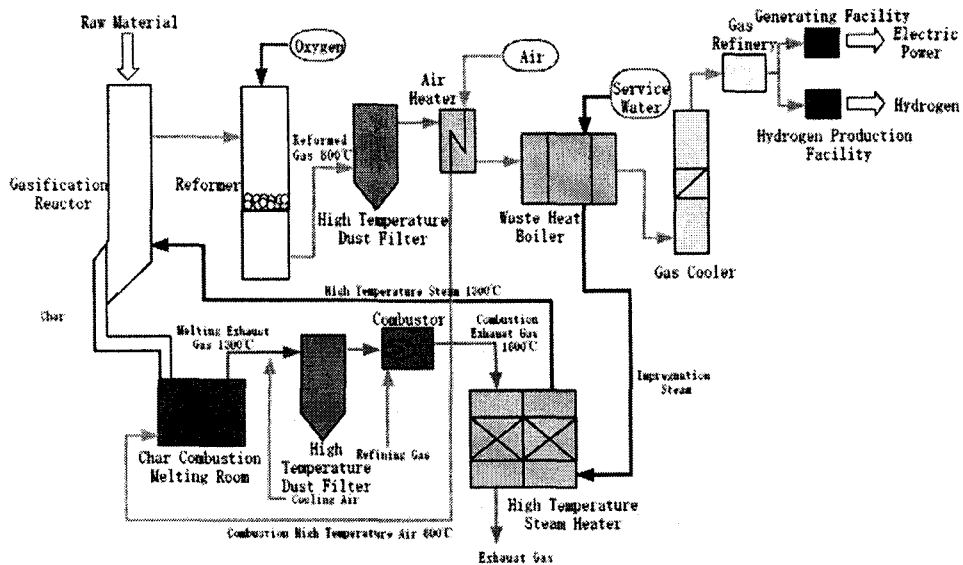 Raw Material
Oxygen
Air
Air
Heater
Gas
Refinery
Generating Facility
Electric
Power
Service
Water
Hydrogen
Hydrogen Production
Facility
Gasification
Reactor
Reformer
Reformed
Gas 800℃
High Temperature
Dust Filter
Waste Heat
Boiler
Gas Cooler
High Temperature Steam 1300℃
Char
Melting Exhaust
Gas 1300℃
Combustor
Combustion
Exhaust Gas
1600℃
Impregnation
Steam
Char Combustion
Melting Room
High
Temperature
Dust Filter
Refining Gas
Cooling Air
High Temperature
Steam Heater
Combustion High Temperature Air 600℃
Exhaust Gas